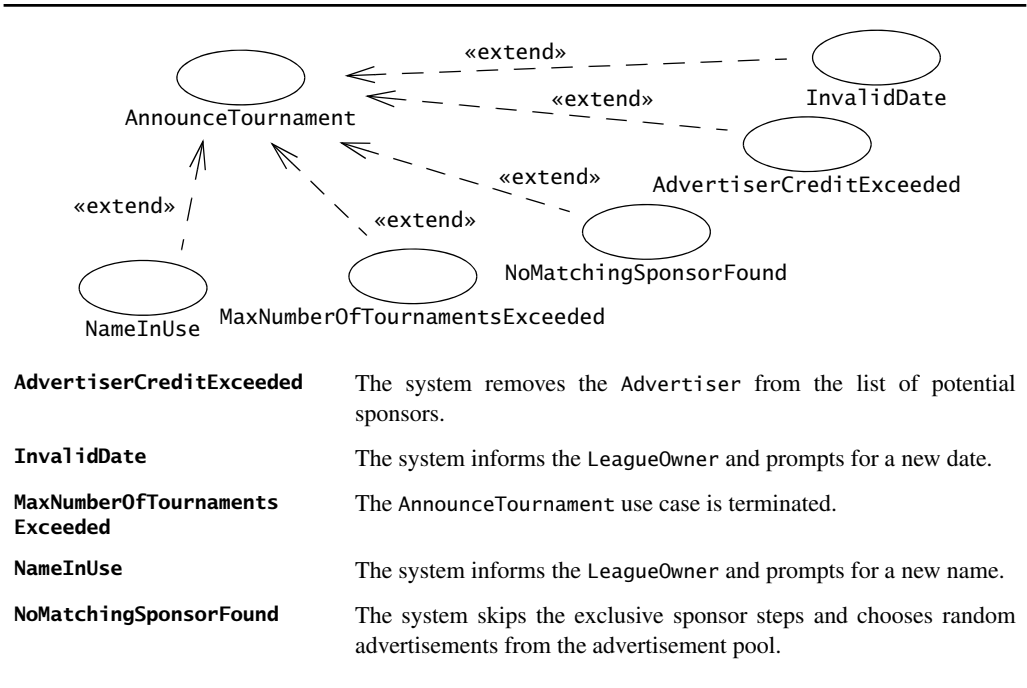 «extend»
InvalidDate
«extend»
AnnounceTournament
«extend»
AdvertiserCreditExceeded
«extend»
«extend»
NoMatchingSponsorFound
MaxNumberOfTournamentsExceeded
NameInUse
AdvertiserCreditExceeded The system removes the Advertiser from the list of potential
sponsors.
InvalidDate The system informs the LeagueOwner and prompts for a new date.
MaxNumberOfTournaments The AnnounceTournament use case is terminated.
Exceeded
NameInUse The system informs the LeagueOwner and prompts for a new name.
NoMatchingSponsorFound The system skips the exclusive sponsor steps and chooses random
advertisements from the advertisement pool.